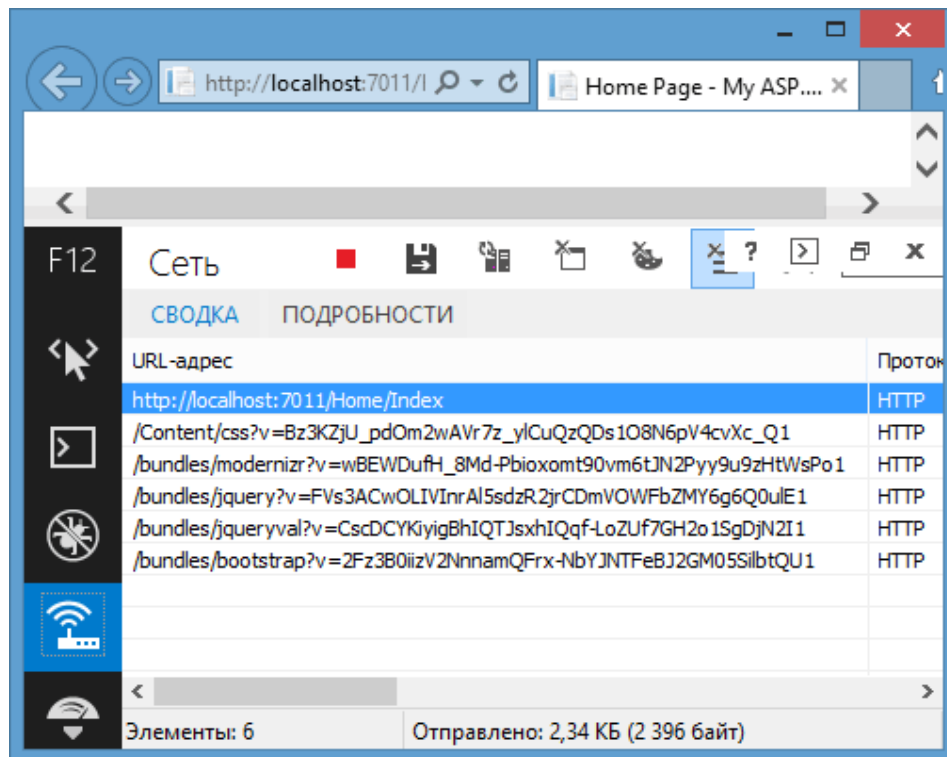 http://localhost:7011/I
Home Page - My ASP....
F12 Сеть
СВОДКА ПОДРОБНОСТИ
URL-адрес Проток
http://localhost:7011/Home/Index HTTP
/Content/css?v=Bz3KZjU_pdOm2wAVr7z_ylCuQzQDs1O8N6pV4cvXc_Q1 HTTP
/bundles/modernizr?v=wBEWDufH_8Md-Pbioxomt90vm6tJN2Pyy9u9zHtWsPo1 HTTP
/bundles/jquery?v=FVs3ACwOLIVInrAl5sdzR2jrCDmVOWFbZMY6g6Q0ulE1 HTTP
/bundles/jqueryval?v=CscDCYKiyigBhIQTJsxhIQqf-LoZUf7GH2o1SgDjN2I1 HTTP
/bundles/bootstrap?v=2Fz3B0iizV2NnnamQFrx-NbYJNTFeBJ2GM05SilbtQU1 HTTP
Элементы: 6 Отправлено: 2,34 КБ (2 396 байт)